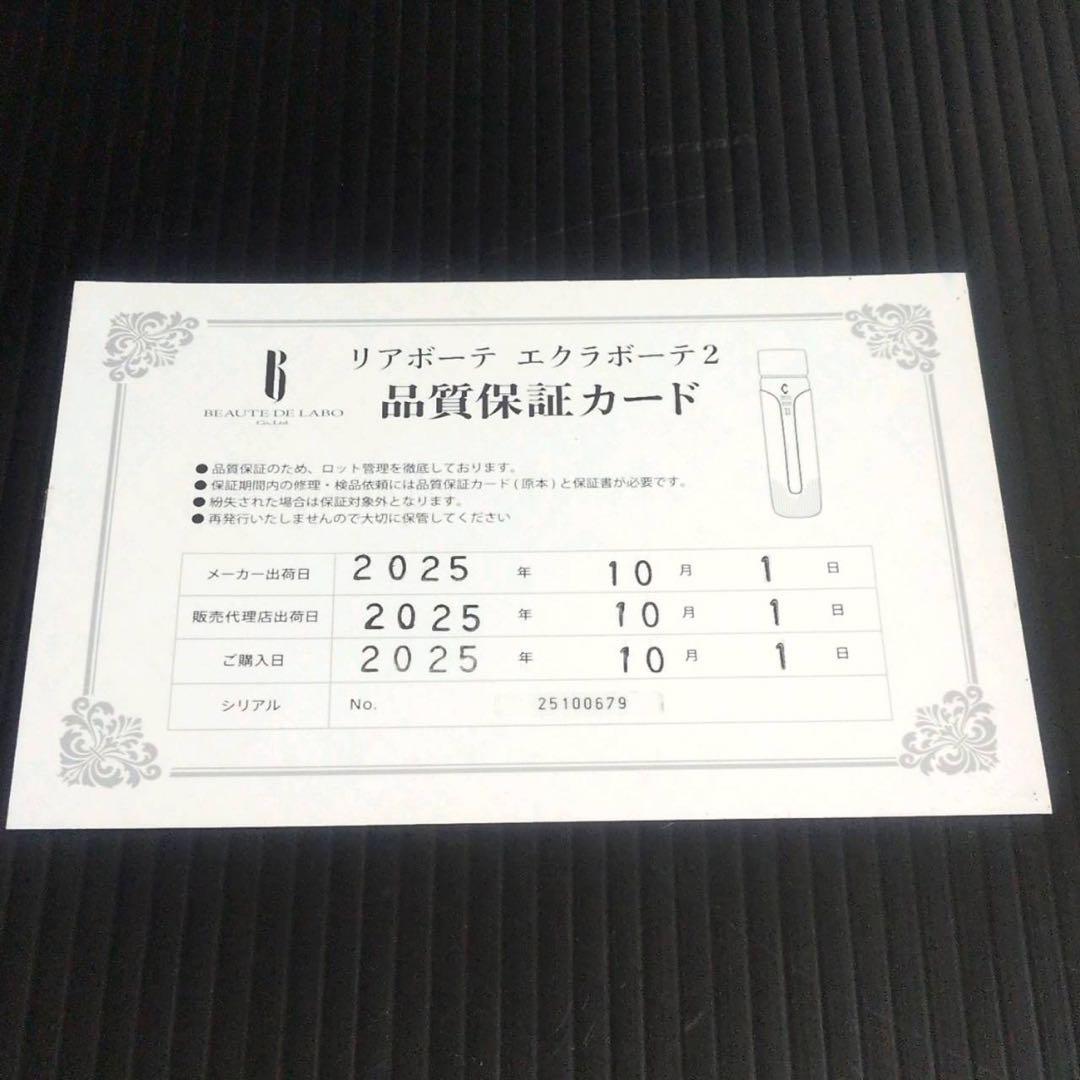 BEAUTE DE LABO
Co.,Ltd.
リアボーテ エクラボーテ2
品質保証カード
● 品質保証のため、ロット管理を徹底しております。
● 保証期間内の修理・検品依頼には品質保証カード(原本)と保証書が必要です。
● 紛失された場合は保証対象外となります。
● 再発行いたしませんので大切に保管してください
メーカー出荷日 2025 年 10 月 1 日
販売代理店出荷日 2025 年 10 月 1 日
ご購入日 2025 年 10 月 1 日
シリアル No. 25100679